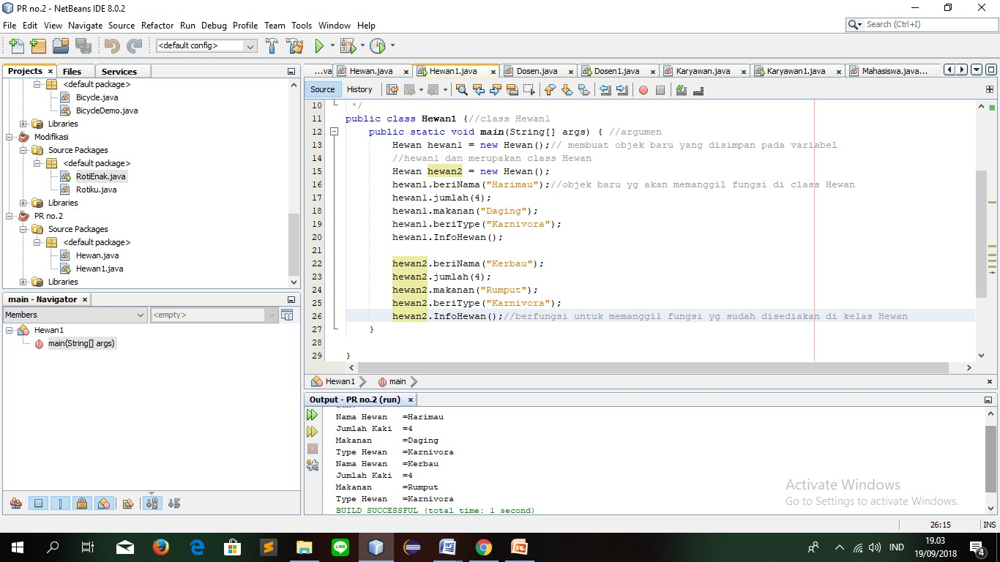 PR no.2 - NetBeans IDE 8.0.2
File Edit View Navigate Source Refactor Run Debug Profile Team Tools Window Help
Search (Ctrl+I)
<default config>
Projects Files Services
<default package>
Bicycle.java
BicycleDemo.java
Libraries
Modifikasi
Source Packages
<default package>
RotiEnak.java
Rotiku.java
Libraries
PR no.2
Source Packages
<default package>
Hewan.java
Hewan1.java
Libraries
main - Navigator
Members
<empty>
Hewan1
main(String[] args)
...va Hewan.java Hewan1.java Dosen.java Dosen1.java Karyawan.java Karyawan1.java Mahasiswa.java...
Source History
10 */
11 public class Hewan1 {//class Hewan1
12 public static void main(String[] args) { //argumen
13 Hewan hewan1 = new Hewan();// membuat objek baru yang disimpan pada variabel
14 //hewan1 dan merupakan class Hewan
15 Hewan hewan2 = new Hewan();
16 hewan1.beriNama("Harimau");//objek baru yg akan memanggil fungsi di class Hewan
17 hewan1.jumlah(4);
18 hewan1.makanan("Daging");
19 hewan1.beriType("Karnivora");
20 hewan1.InfoHewan();
21
22 hewan2.beriNama("Kerbau");
23 hewan2.jumlah(4);
24 hewan2.makanan("Rumput");
25 hewan2.beriType("Karnivora");
26 hewan2.InfoHewan();//berfungsi untuk memanggil fungsi yg sudah disediakan di kelas Hewan
27 }
28
29 }
Hewan1 main
Output - PR no.2 (run)
Nama Hewan =Harimau
Jumlah Kaki =4
Makanan =Daging
Type Hewan =Karnivora
Nama Hewan =Kerbau
Jumlah Kaki =4
Makanan =Rumput
Type Hewan =Karnivora
BUILD SUCCESSFUL (total time: 1 second)
Activate Windows
Go to Settings to activate Windows.
26:15 INS
IND
19.03
19/09/2018
4